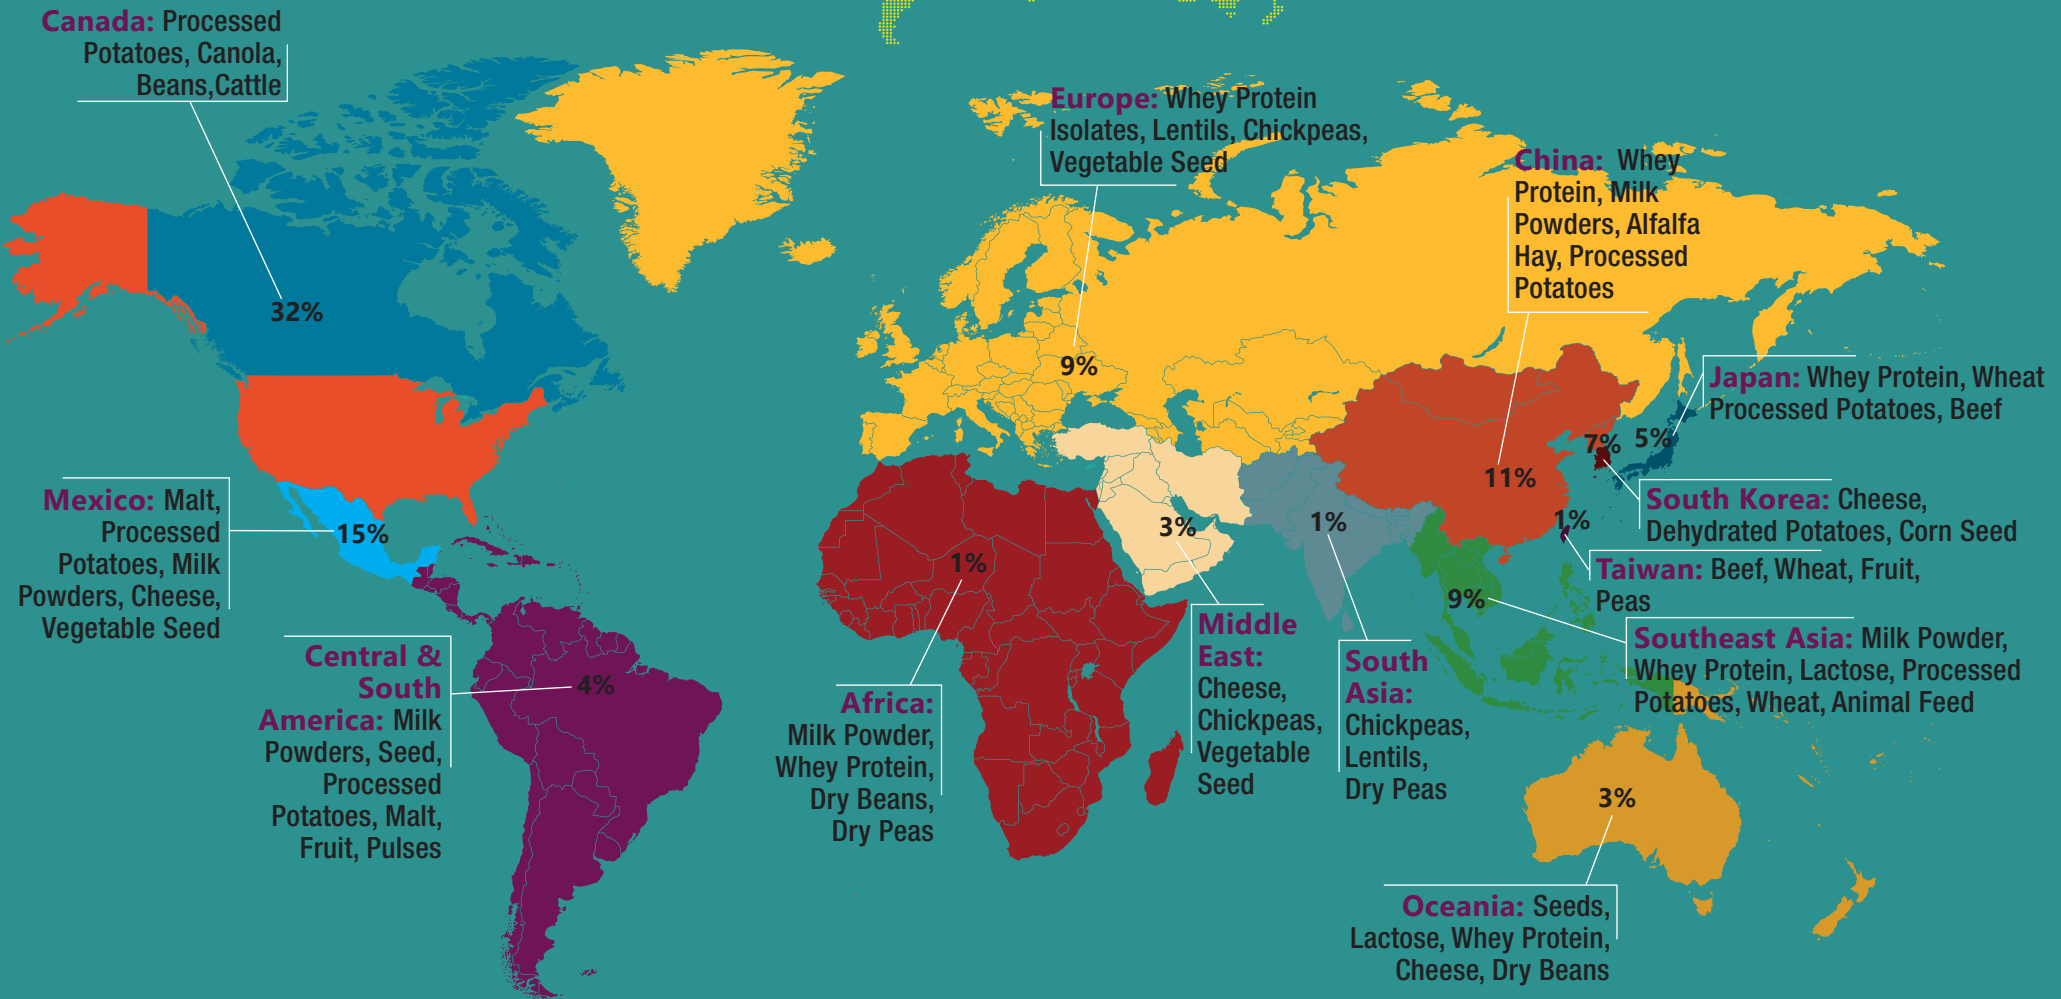 Canada: Processed
Potatoes, Canola,
Beans,Cattle
32%
Europe: Whey Protein
Isolates, Lentils, Chickpeas,
Vegetable Seed
9%
China: Whey
Protein, Milk
Powders, Alfalfa
Hay, Processed
Potatoes
11%
Japan: Whey Protein, Wheat
Processed Potatoes, Beef
5%
7%
South Korea: Cheese,
Dehydrated Potatoes, Corn Seed
1%
Taiwan: Beef, Wheat, Fruit,
Peas
9%
Southeast Asia: Milk Powder,
Whey Protein, Lactose, Processed
Potatoes, Wheat, Animal Feed
Mexico: Malt,
Processed
Potatoes, Milk
Powders, Cheese,
Vegetable Seed
15%
Central &
South
America: Milk
Powders, Seed,
Processed
Potatoes, Malt,
Fruit, Pulses
4%
1%
Africa:
Milk Powder,
Whey Protein,
Dry Beans,
Dry Peas
3%
Middle
East:
Cheese,
Chickpeas,
Vegetable
Seed
1%
South
Asia:
Chickpeas,
Lentils,
Dry Peas
3%
Oceania: Seeds,
Lactose, Whey Protein,
Cheese, Dry Beans